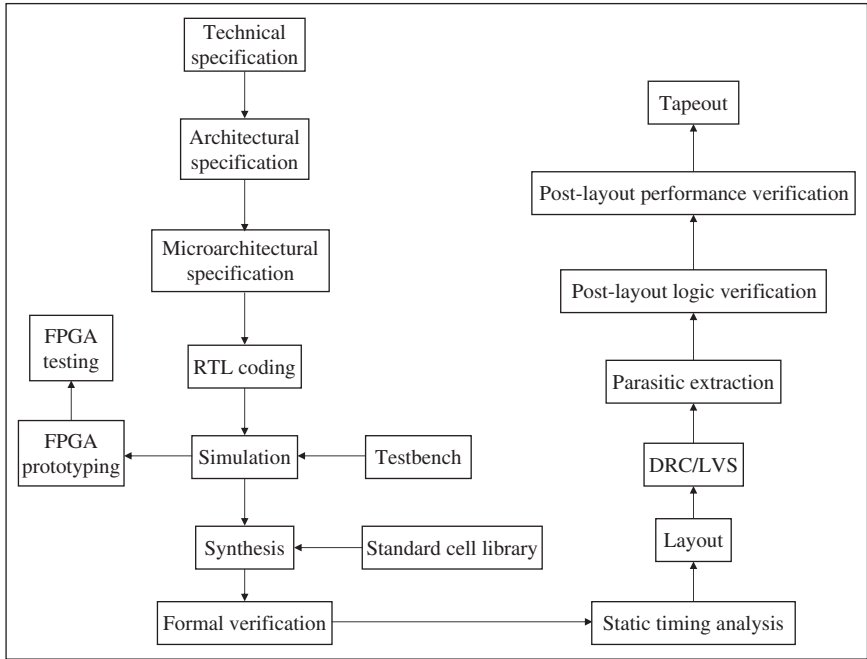 Technical
specification
Architectural
specification
Microarchitectural
specification
RTL coding
FPGA
testing
FPGA
prototyping
Simulation
Testbench
Synthesis
Standard cell library
Formal verification
Static timing analysis
Layout
DRC/LVS
Parasitic extraction
Post-layout logic verification
Post-layout performance verification
Tapeout